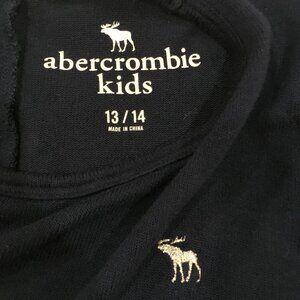 abercrombie
kids
13 / 14
MADE IN CHINA